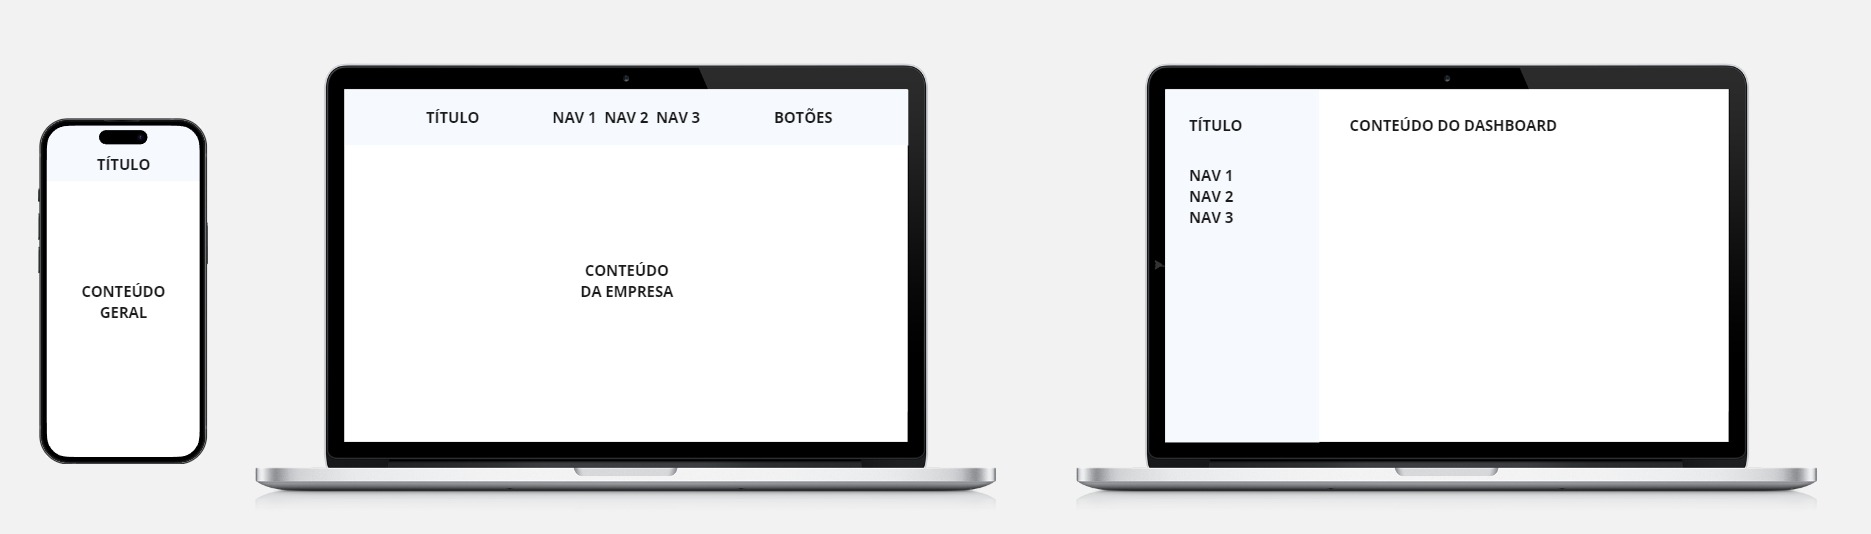 TÍTULO
CONTEÚDO
GERAL
TÍTULO
NAV 1 NAV 2 NAV 3
BOTÕES
CONTEÚDO
DA EMPRESA
TÍTULO
NAV 1
NAV 2
NAV 3
CONTEÚDO DO DASHBOARD